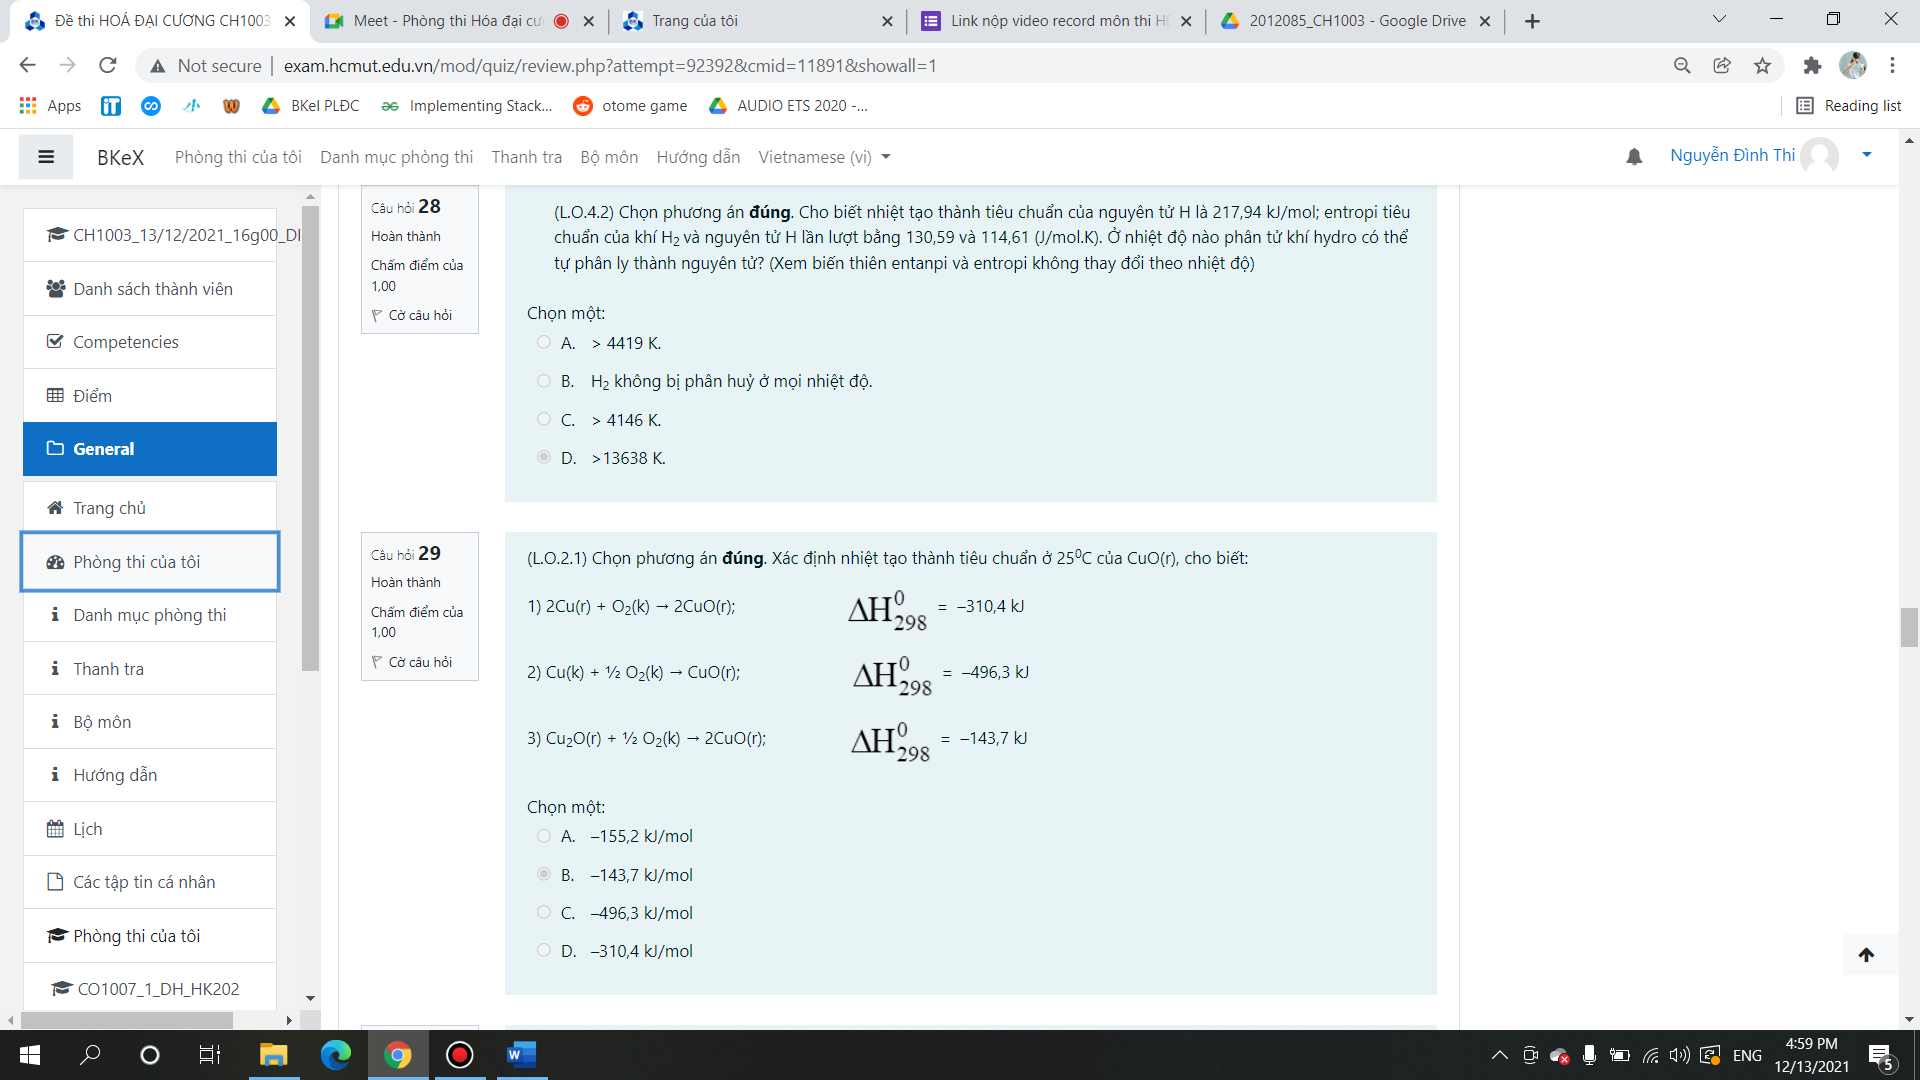 Đề thi HOÁ ĐẠI CƯƠNG CH1003
Meet - Phòng thi Hóa đại cư
Trang của tôi
Link nộp video record môn thi H
2012085_CH1003 - Google Drive
Not secure | exam.hcmut.edu.vn/mod/quiz/review.php?attempt=92392&cmid=11891&showall=1
Apps
BKel PLĐC
Implementing Stack...
otome game
AUDIO ETS 2020 -...
Reading list
BKeX
Phòng thi của tôi
Danh mục phòng thi
Thanh tra
Bộ môn
Hướng dẫn
Vietnamese (vi)
Nguyễn Đình Thi
CH1003_13/12/2021_16g00_DI
Danh sách thành viên
Competencies
Điểm
General
Trang chủ
Phòng thi của tôi
Danh mục phòng thi
Thanh tra
Bộ môn
Hướng dẫn
Lịch
Các tập tin cá nhân
Phòng thi của tôi
CO1007_1_DH_HK202
Câu hỏi 28
Hoàn thành
Chấm điểm của
1,00
Cờ câu hỏi
(L.O.4.2) Chọn phương án đúng. Cho biết nhiệt tạo thành tiêu chuẩn của nguyên tử H là 217,94 kJ/mol; entropi tiêu
chuẩn của khí H₂ và nguyên tử H lần lượt bằng 130,59 và 114,61 (J/mol.K). Ở nhiệt độ nào phân tử khí hydro có thể
tự phân ly thành nguyên tử? (Xem biến thiên entanpi và entropi không thay đổi theo nhiệt độ)
Chọn một:
A. > 4419 K.
B. H₂ không bị phân huỷ ở mọi nhiệt độ.
C. > 4146 K.
D. >13638 K.
Câu hỏi 29
Hoàn thành
Chấm điểm của
1,00
Cờ câu hỏi
(L.O.2.1) Chọn phương án đúng. Xác định nhiệt tạo thành tiêu chuẩn ở 25⁰C của CuO(r), cho biết:
1) 2Cu(r) + O₂(k) → 2CuO(r); ΔH⁰₂₉₈ = –310,4 kJ
2) Cu(k) + ½ O₂(k) → CuO(r); ΔH⁰₂₉₈ = –496,3 kJ
3) Cu₂O(r) + ½ O₂(k) → 2CuO(r); ΔH⁰₂₉₈ = –143,7 kJ
Chọn một:
A. –155,2 kJ/mol
B. –143,7 kJ/mol
C. –496,3 kJ/mol
D. –310,4 kJ/mol
ENG
4:59 PM
12/13/2021
5